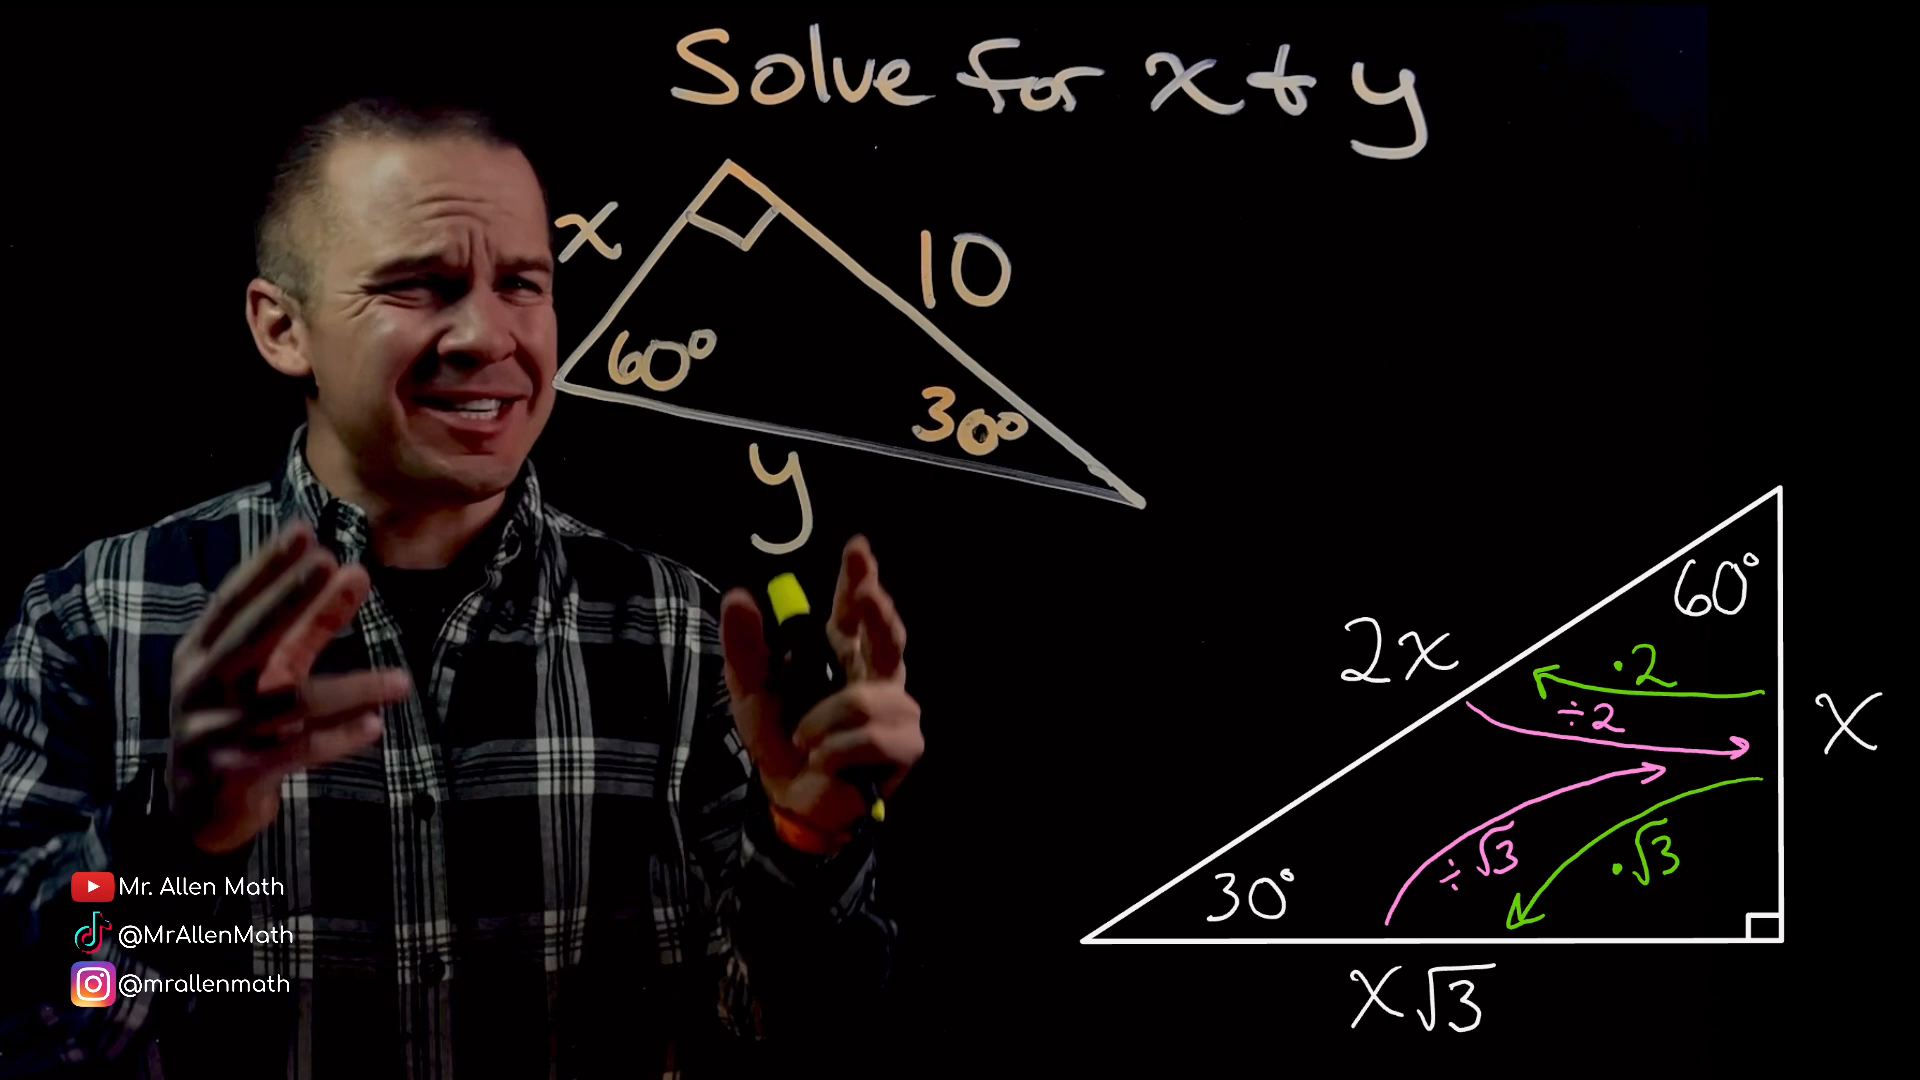 Solve for x & y
x
10
60°
30°
y
60°
2x
·2
÷2
x
÷√3
·√3
30°
x√3
Mr. Allen Math
@MrAllenMath
@mrallenmath